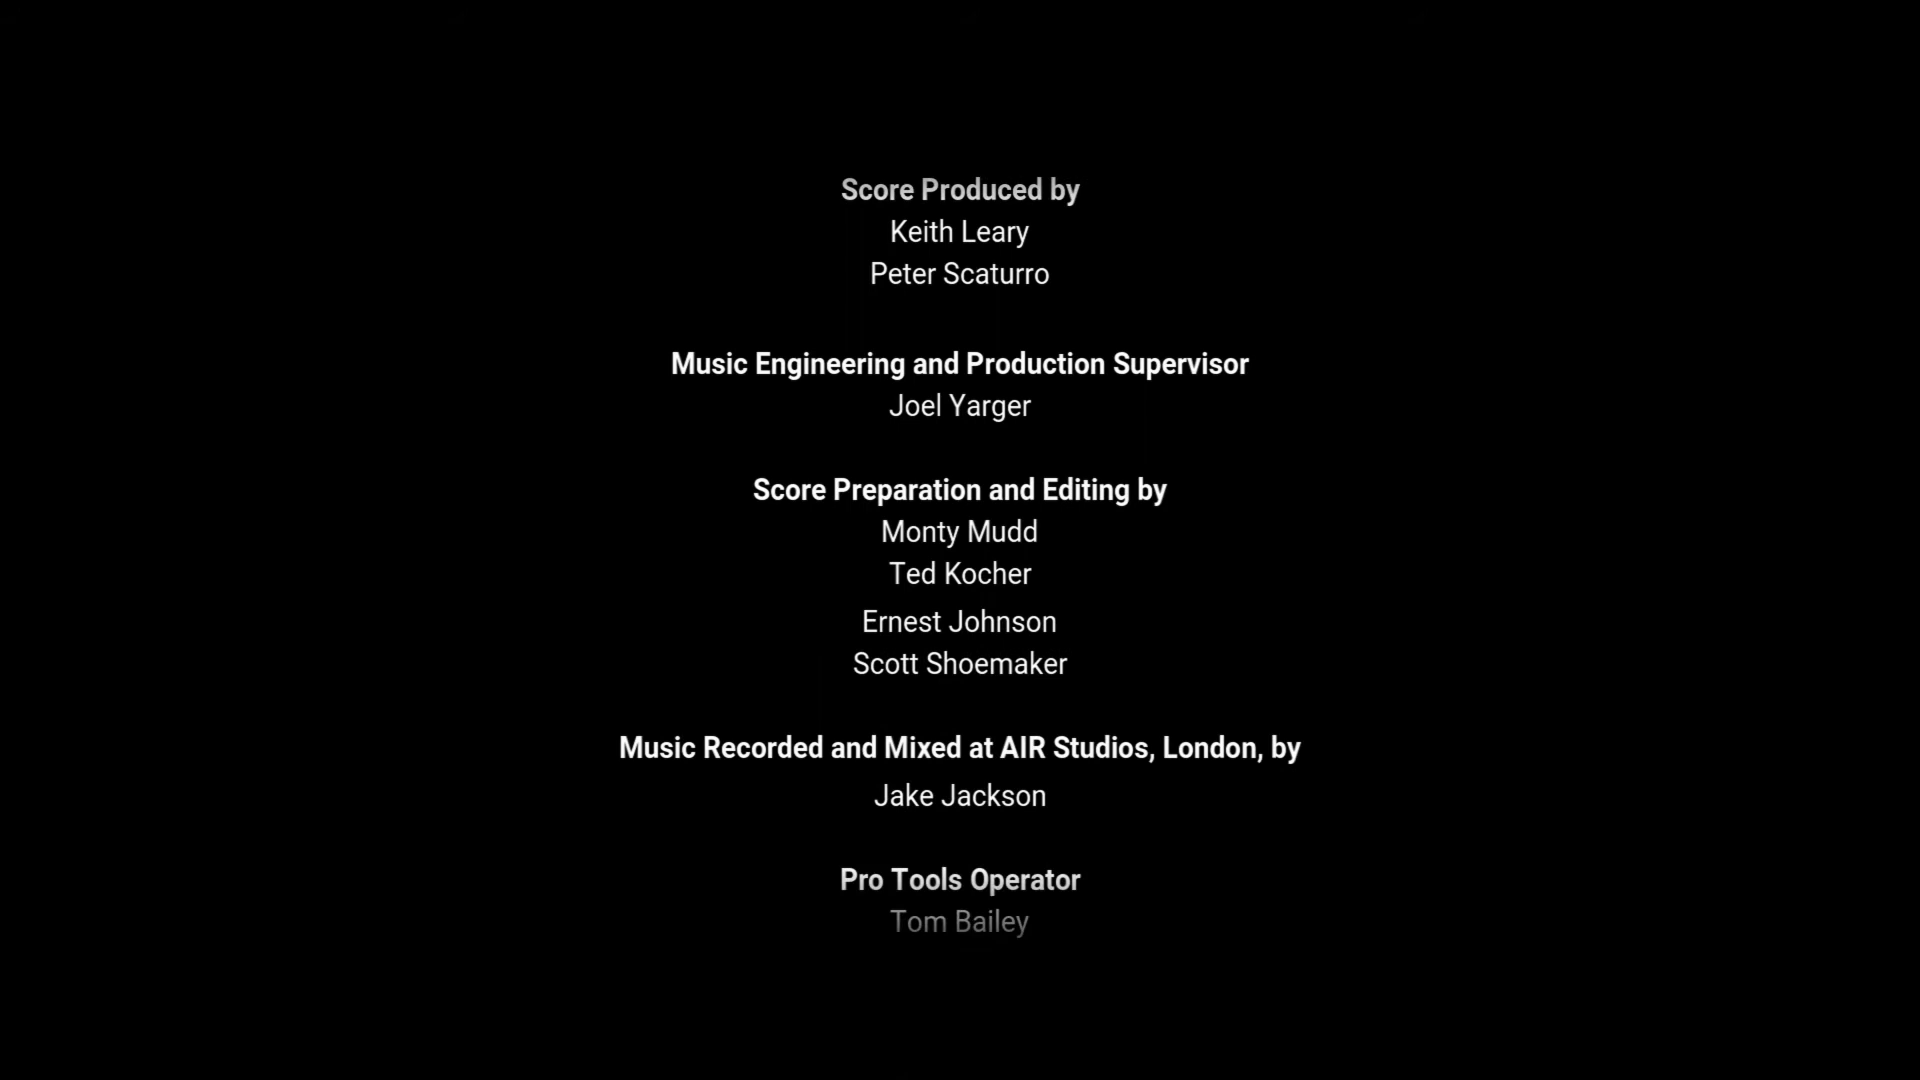 Score Produced by
Keith Leary
Peter Scaturro
Music Engineering and Production Supervisor
Joel Yarger
Score Preparation and Editing by
Monty Mudd
Ted Kocher
Ernest Johnson
Scott Shoemaker
Music Recorded and Mixed at AIR Studios, London, by
Jake Jackson
Pro Tools Operator
Tom Bailey